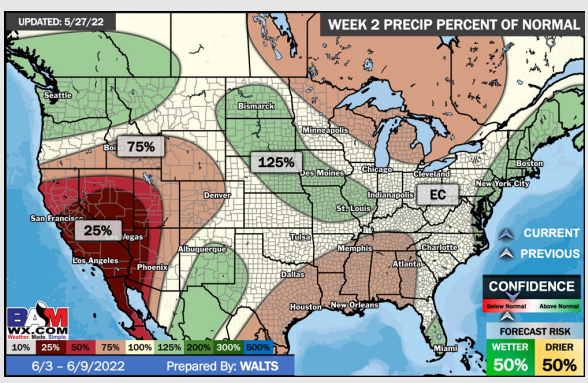 UPDATED: 5/27/22
WEEK 2 PRECIP PERCENT OF NORMAL
Seattle
Bismarck
Minneapolis
75%
125%
Boston
Chicago
Cleveland
Des Moines
New York City
Denver
Indianapolis
EC
St. Louis
San Francisco
25%
Vegas
CURRENT
Albuquerque
Tulsa
Memphis
Charlotte
PREVIOUS
Los Angeles
Phoenix
Atlanta
Dallas
CONFIDENCE
Houston
New Orleans
Below Normal
Above Normal
BAM
WX.COM
Weather. Made. Simple.
FORECAST RISK
Miami
WETTER
DRIER
10% 25% 50% 75% 100% 125% 200% 300% 500%
50%
50%
6/3 – 6/9/2022
Prepared By: WALTS